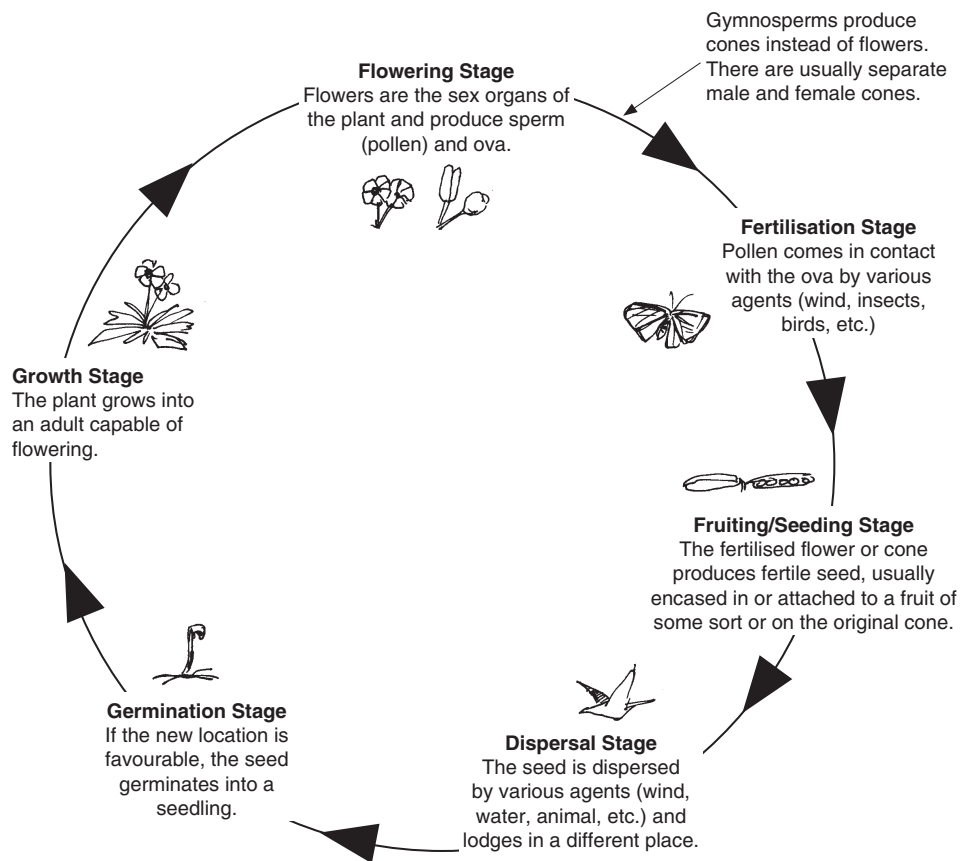 Gymnosperms produce
cones instead of flowers.
There are usually separate
male and female cones.
Flowering Stage
Flowers are the sex organs of
the plant and produce sperm
(pollen) and ova.
Fertilisation Stage
Pollen comes in contact
with the ova by various
agents (wind, insects,
birds, etc.)
Fruiting/Seeding Stage
The fertilised flower or cone
produces fertile seed, usually
encased in or attached to a fruit of
some sort or on the original cone.
Dispersal Stage
The seed is dispersed
by various agents (wind,
water, animal, etc.) and
lodges in a different place.
Germination Stage
If the new location is
favourable, the seed
germinates into a
seedling.
Growth Stage
The plant grows into
an adult capable of
flowering.